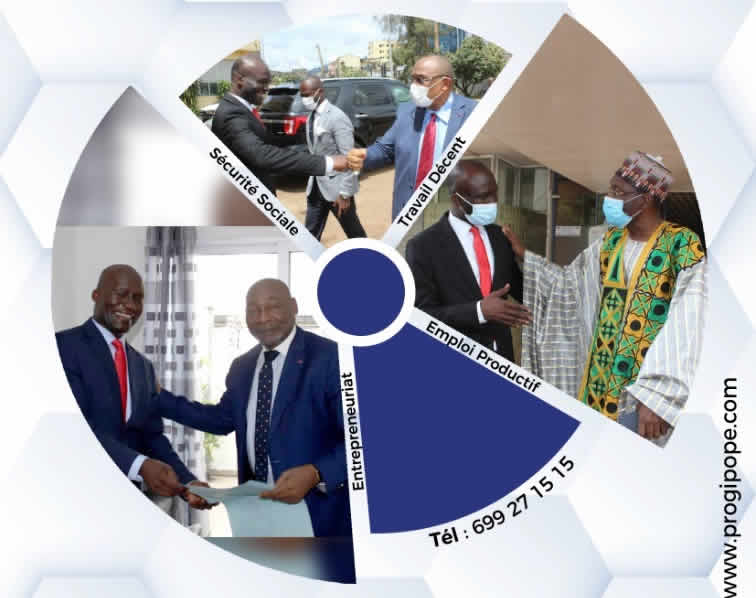 Sécurité Sociale
Travail Décent
Emploi Productif
Entrepreneuriat
Tél : 699 27 15 15
www.progipope.com